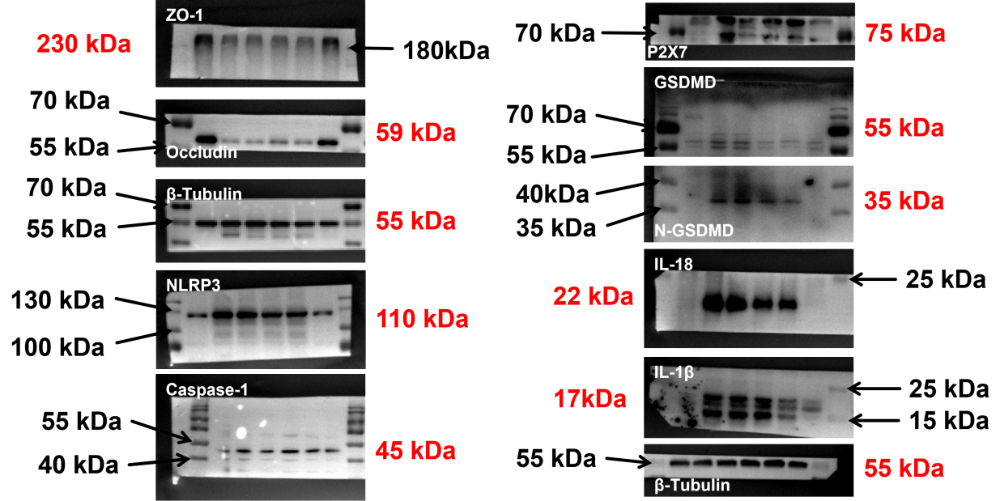 ZO-1
230 kDa
180kDa
70 kDa
59 kDa
55 kDa
Occludin
70 kDa
β-Tubulin
55 kDa
55 kDa
NLRP3
130 kDa
110 kDa
100 kDa
Caspase-1
55 kDa
45 kDa
40 kDa
70 kDa
75 kDa
P2X7
GSDMD
70 kDa
55 kDa
55 kDa
40kDa
35 kDa
35 kDa
N-GSDMD
IL-18
25 kDa
22 kDa
IL-1β
25 kDa
17kDa
15 kDa
55 kDa
55 kDa
β-Tubulin